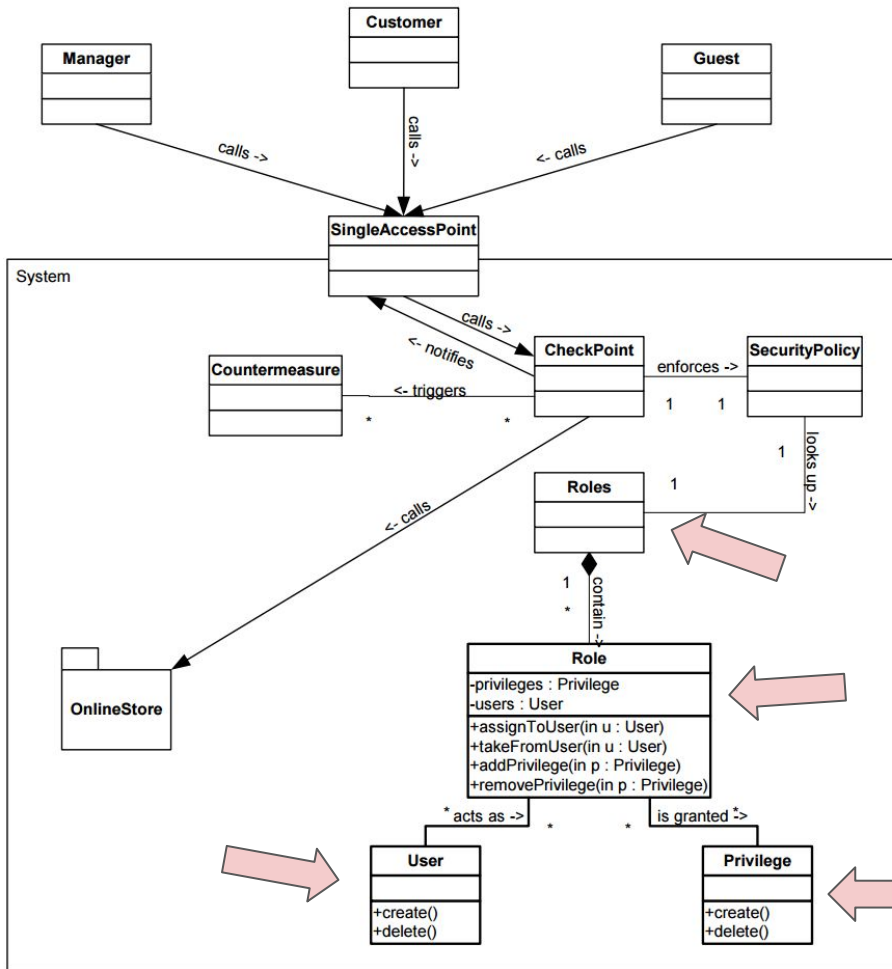 Customer
Manager
Guest
calls ->
calls ->
<- calls
SingleAccessPoint
System
calls ->
<- notifies
CheckPoint
SecurityPolicy
Countermeasure
enforces ->
<- triggers
1
1
*
*
1
looks up ->
Roles
1
<- calls
1
contain ->
*
Role
-privileges : Privilege
-users : User
+assignToUser(in u : User)
+takeFromUser(in u : User)
+addPrivilege(in p : Privilege)
+removePrivilege(in p : Privilege)
OnlineStore
*
acts as ->
*
*
is granted ->
*
User
Privilege
+create()
+delete()
+create()
+delete()